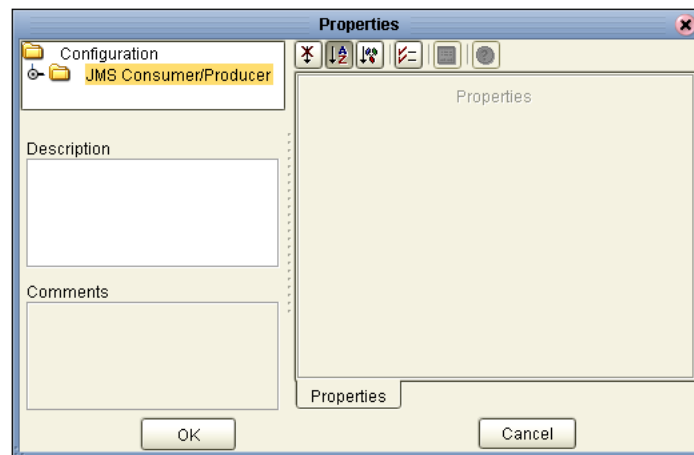 Properties
Configuration
JMS Consumer/Producer
Description
Comments
Properties
Properties
OK
Cancel